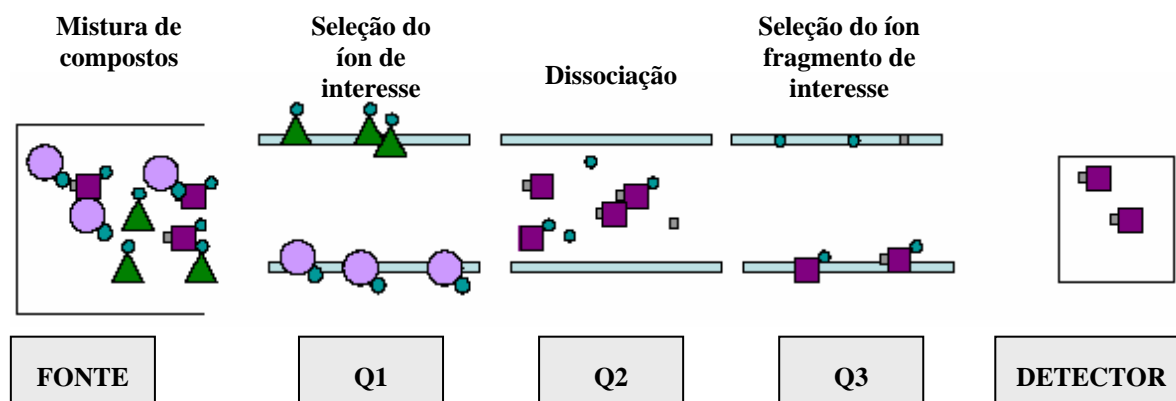 Mistura de
compostos
Seleção do
íon de
interesse
Dissociação
Seleção do íon
fragmento de
interesse
FONTE
Q1
Q2
Q3
DETECTOR